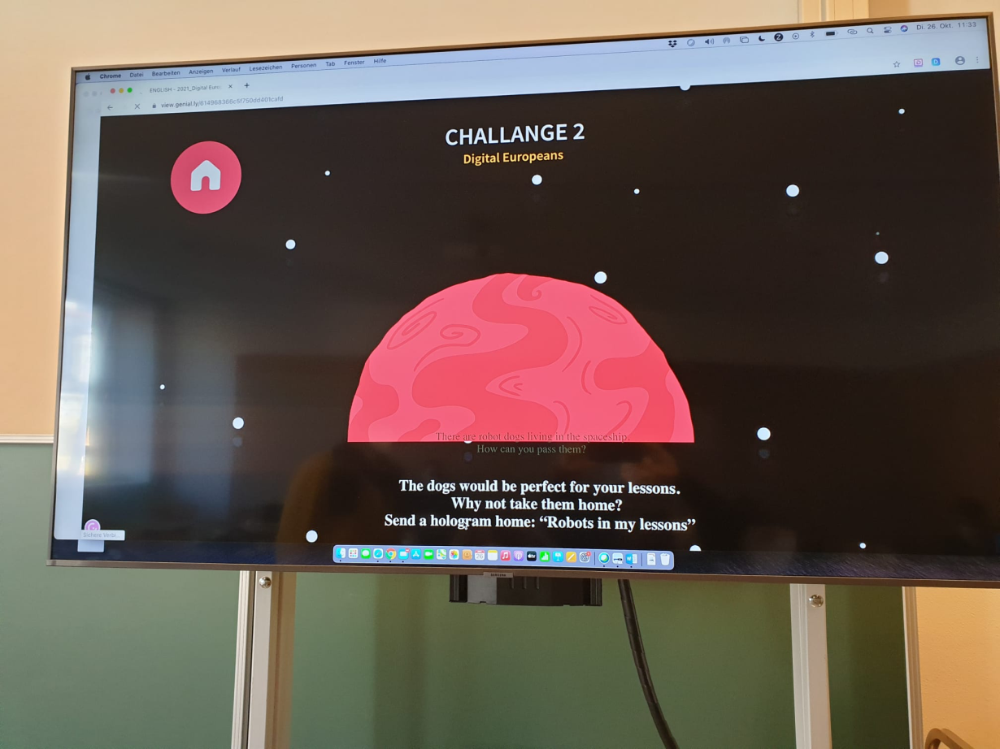 Chrome Datei Bearbeiten Anzeigen Verlauf Lesezeichen Personen Tab Fenster Hilfe
Di. 26. Okt. 11:33
ENGLISH - 2021_Digital Euro
view.genial.ly/614968366c5f750dd401cafd
CHALLANGE 2
Digital Europeans
There are robot dogs living in the spaceship.
How can you pass them?
The dogs would be perfect for your lessons.
Why not take them home?
Send a hologram home: “Robots in my lessons”
Sichere Verbi...
SAMSUNG